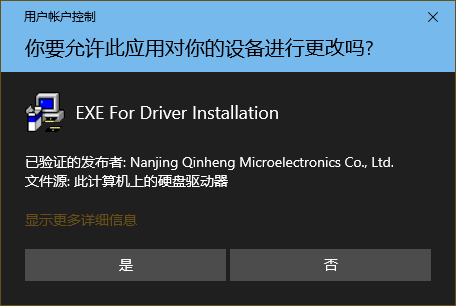 用户帐户控制
你要允许此应用对你的设备进行更改吗?
EXE For Driver Installation
已验证的发布者: Nanjing Qinheng Microelectronics Co., Ltd.
文件源: 此计算机上的硬盘驱动器
显示更多详细信息
是
否